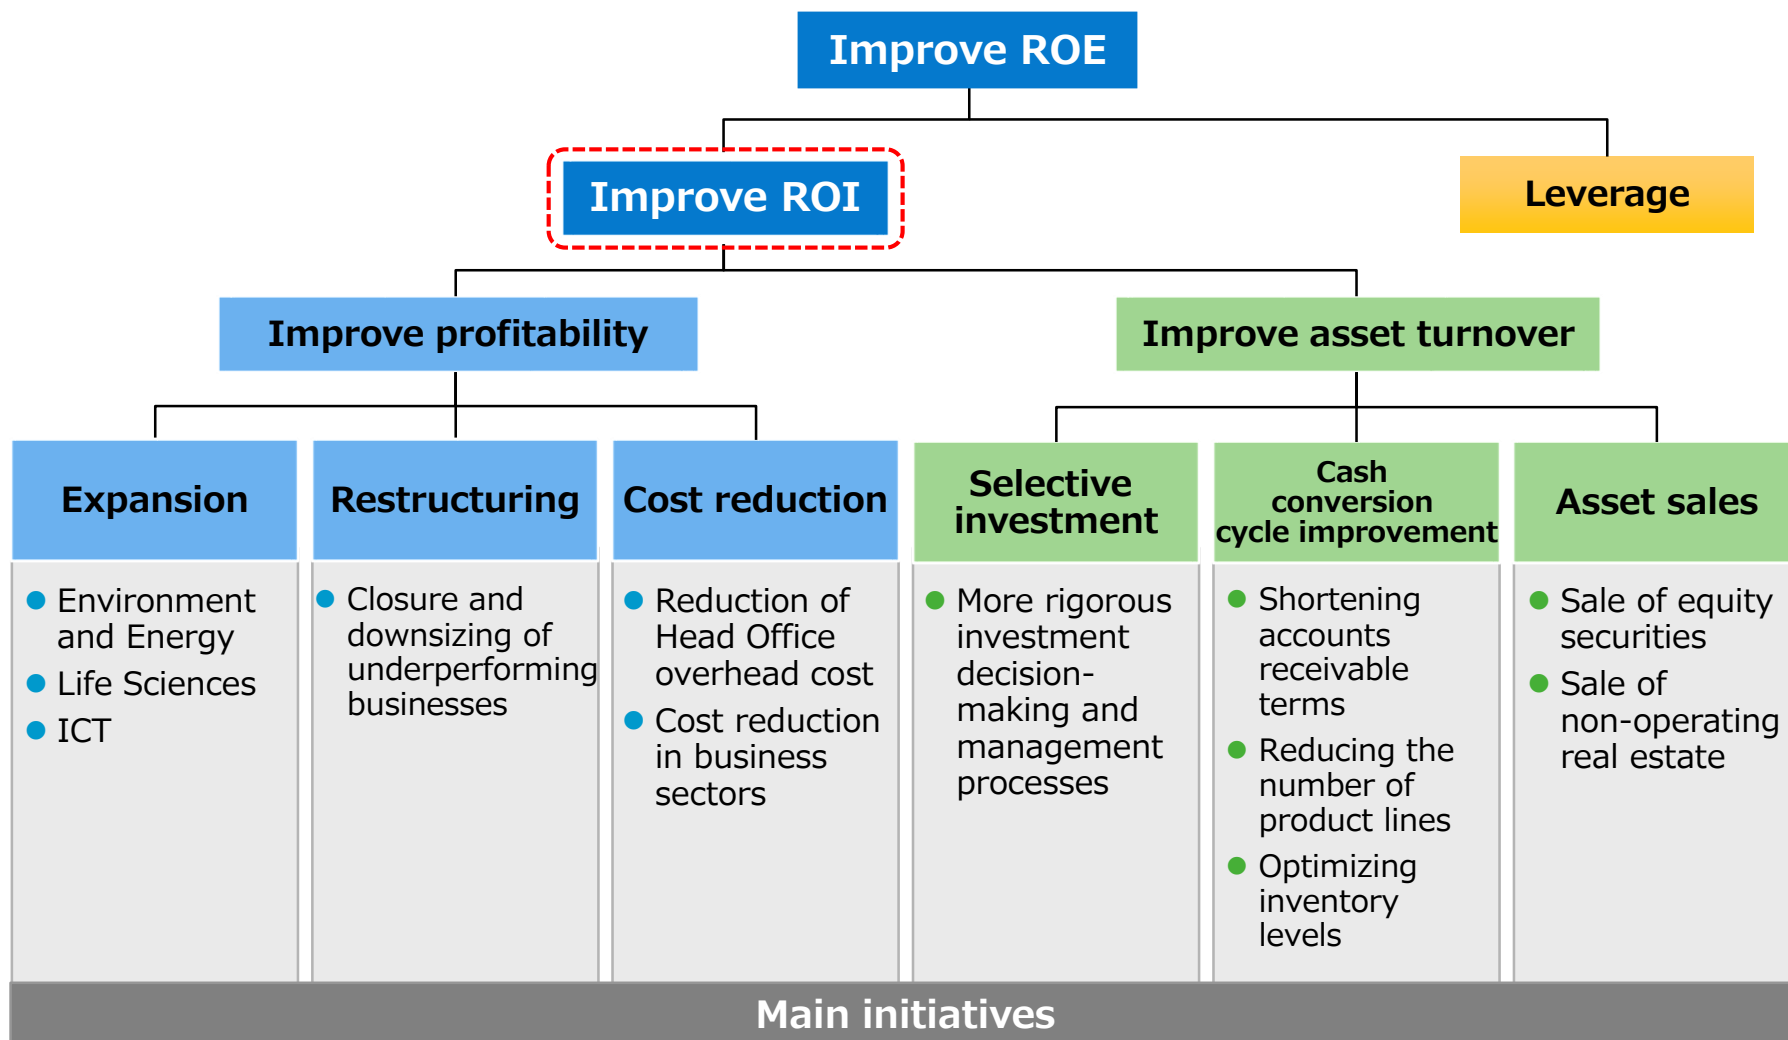 Improve ROE
Improve ROI
Leverage
Improve profitability
Improve asset turnover
Expansion
Restructuring
Cost reduction
Selective
investment
Cash
conversion
cycle improvement
Asset sales
Environment
and Energy
Life Sciences
ICT
Closure and
downsizing of
underperforming
businesses
Reduction of
Head Office
overhead cost
Cost reduction
in business
sectors
More rigorous
investment
decision-
making and
management
processes
Shortening
accounts
receivable
terms
Reducing the
number of
product lines
Optimizing
inventory
levels
Sale of equity
securities
Sale of
non-operating
real estate
Main initiatives